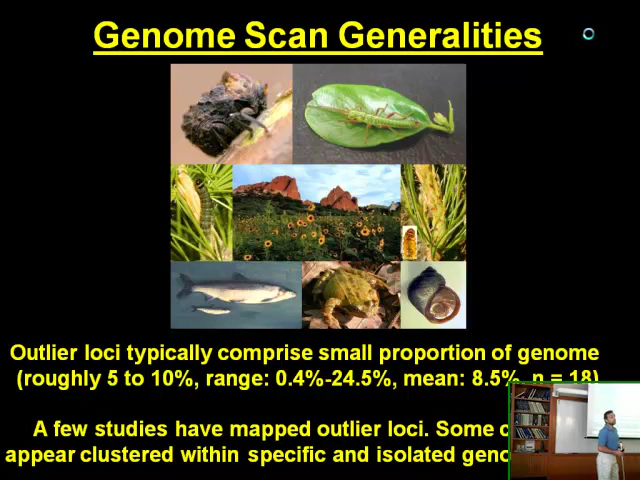 Genome Scan Generalities
Outlier loci typically comprise small proportion of genome
(roughly 5 to 10%, range: 0.4%-24.5%, mean: 8.5%, n = 18)
A few studies have mapped outlier loci. Some
appear clustered within specific and isolated